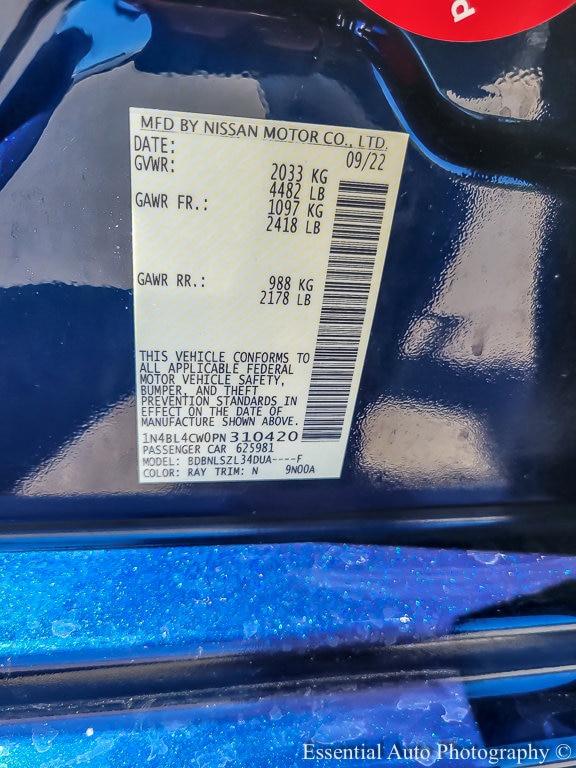 MFD BY NISSAN MOTOR CO., LTD.
DATE: 09/22
GVWR: 2033 KG
4482 LB
GAWR FR.: 1097 KG
2418 LB
GAWR RR.: 988 KG
2178 LB
THIS VEHICLE CONFORMS TO
ALL APPLICABLE FEDERAL
MOTOR VEHICLE SAFETY,
BUMPER, AND THEFT
PREVENTION STANDARDS IN
EFFECT ON THE DATE OF
MANUFACTURE SHOWN ABOVE.
1N4BL4CW0PN310420
PASSENGER CAR 625981
MODEL: BDBNLSZL34DUA----F
COLOR: RAY TRIM: N 9N00A
Essential Auto Photography ©